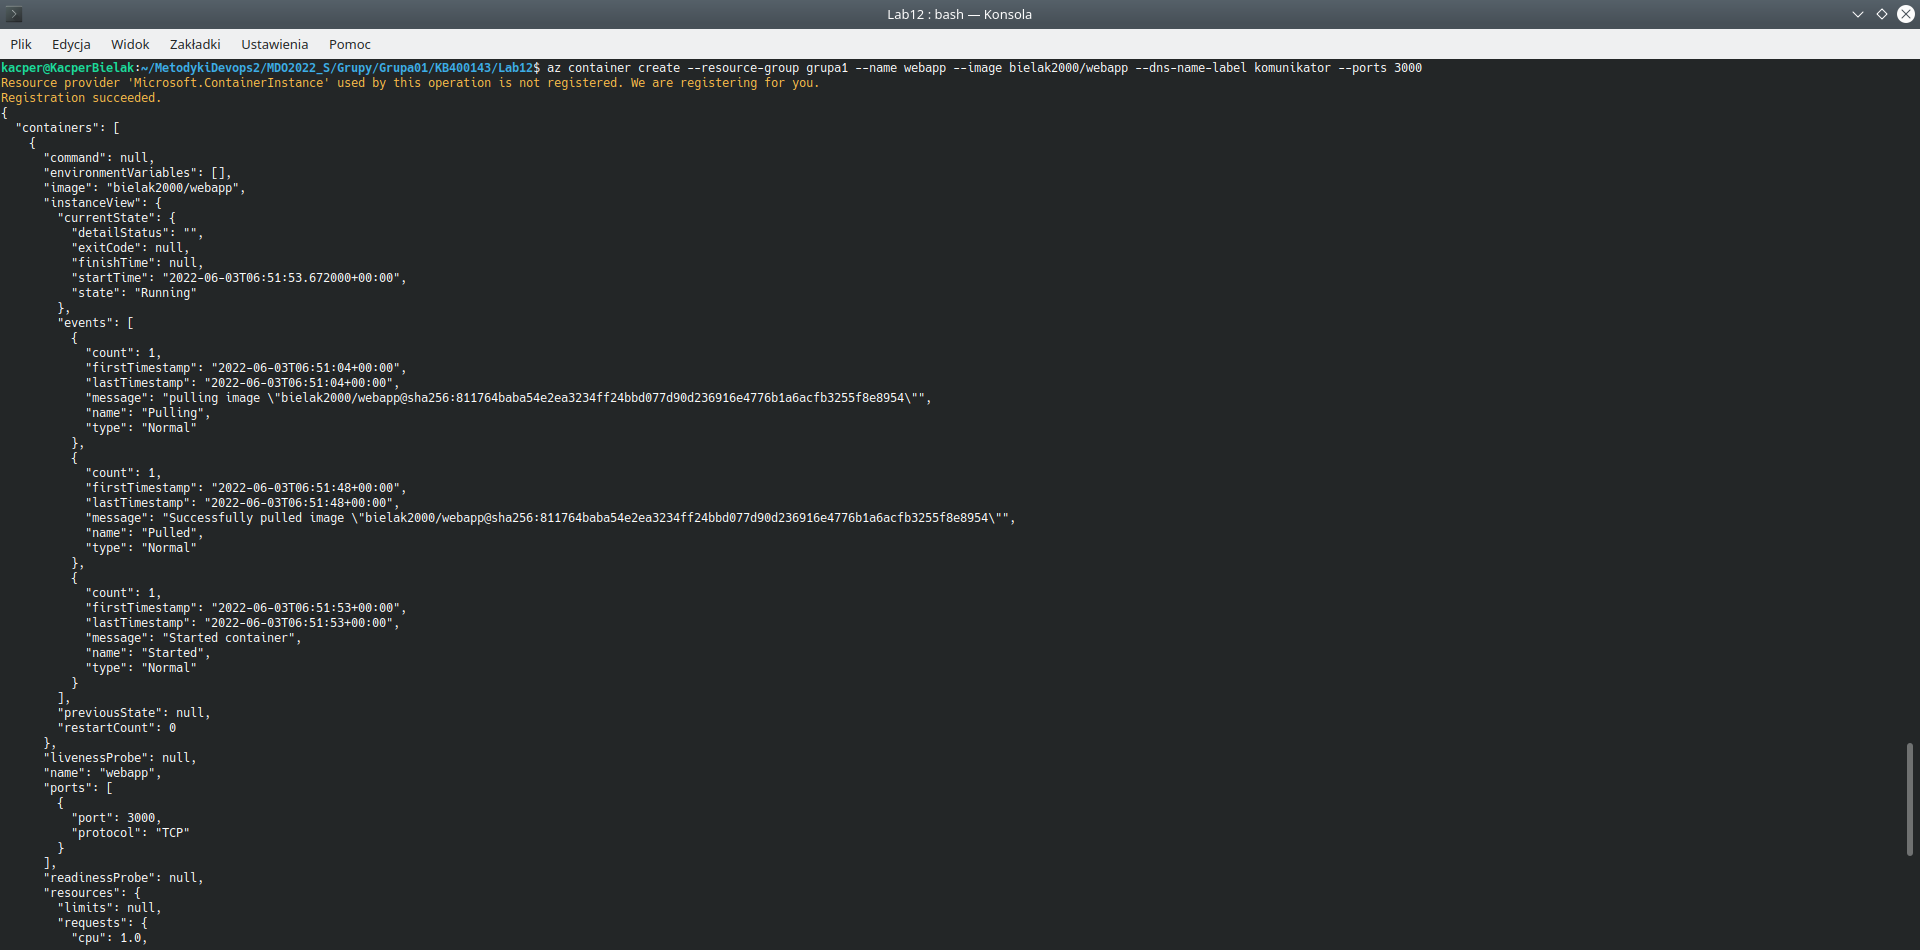 Lab12 : bash — Konsola
Plik Edycja Widok Zakładki Ustawienia Pomoc
kacper@KacperBielak:~/MetodykiDevops2/MDO2022_S/Grupy/Grupa01/KB400143/Lab12$ az container create --resource-group grupa1 --name webapp --image bielak2000/webapp --dns-name-label komunikator --ports 3000
Resource provider 'Microsoft.ContainerInstance' used by this operation is not registered. We are registering for you.
Registration succeeded.
{
  "containers": [
    {
      "command": null,
      "environmentVariables": [],
      "image": "bielak2000/webapp",
      "instanceView": {
        "currentState": {
          "detailStatus": "",
          "exitCode": null,
          "finishTime": null,
          "startTime": "2022-06-03T06:51:53.672000+00:00",
          "state": "Running"
        },
        "events": [
          {
            "count": 1,
            "firstTimestamp": "2022-06-03T06:51:04+00:00",
            "lastTimestamp": "2022-06-03T06:51:04+00:00",
            "message": "pulling image \"bielak2000/webapp@sha256:811764baba54e2ea3234ff24bbd077d90d236916e4776b1a6acfb3255f8e8954\"",
            "name": "Pulling",
            "type": "Normal"
          },
          {
            "count": 1,
            "firstTimestamp": "2022-06-03T06:51:48+00:00",
            "lastTimestamp": "2022-06-03T06:51:48+00:00",
            "message": "Successfully pulled image \"bielak2000/webapp@sha256:811764baba54e2ea3234ff24bbd077d90d236916e4776b1a6acfb3255f8e8954\"",
            "name": "Pulled",
            "type": "Normal"
          },
          {
            "count": 1,
            "firstTimestamp": "2022-06-03T06:51:53+00:00",
            "lastTimestamp": "2022-06-03T06:51:53+00:00",
            "message": "Started container",
            "name": "Started",
            "type": "Normal"
          }
        ],
        "previousState": null,
        "restartCount": 0
      },
      "livenessProbe": null,
      "name": "webapp",
      "ports": [
        {
          "port": 3000,
          "protocol": "TCP"
        }
      ],
      "readinessProbe": null,
      "resources": {
        "limits": null,
        "requests": {
          "cpu": 1.0,